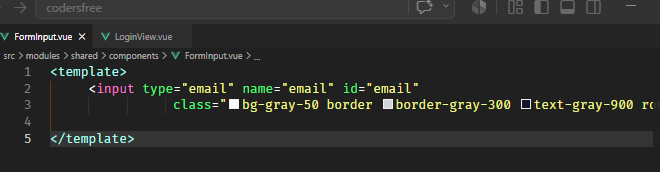 codersfree
FormInput.vue LoginView.vue
src > modules > shared > components > FormInput.vue > ...
1 <template>
2 <input type="email" name="email" id="email"
3 class="bg-gray-50 border border-gray-300 text-gray-900 ro
4
5 </template>